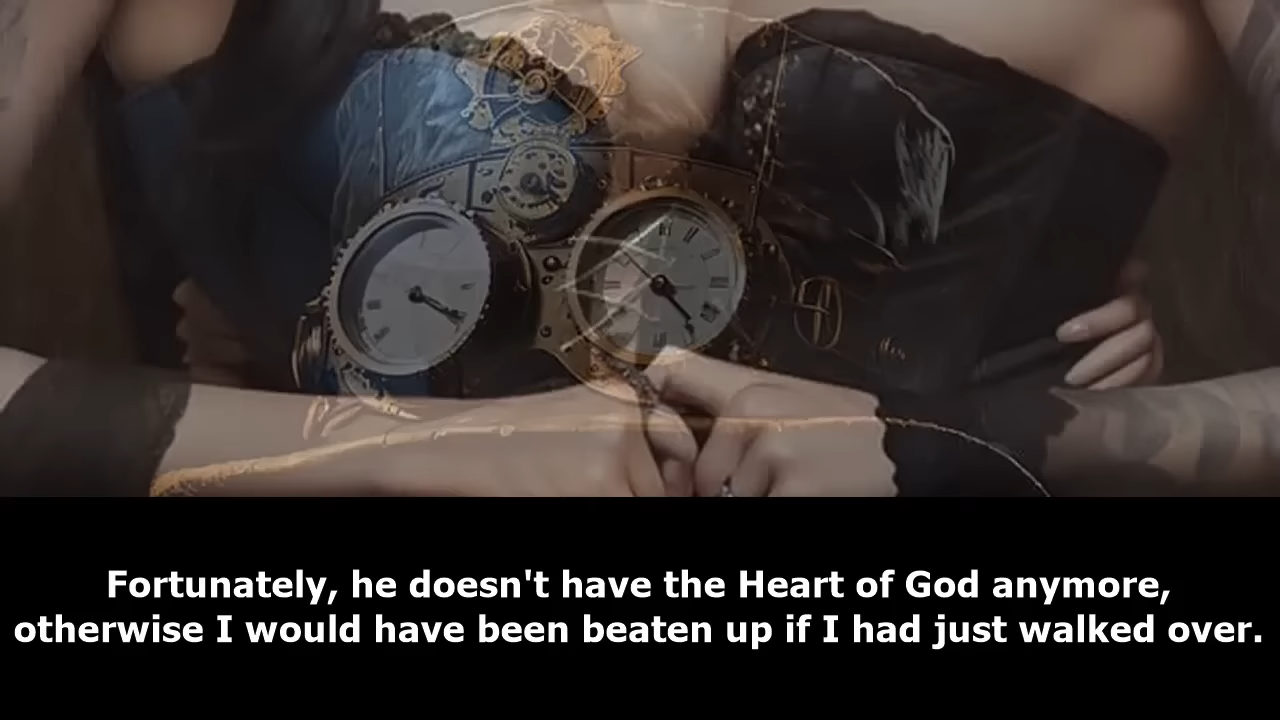 Fortunately, he doesn't have the Heart of God anymore,
otherwise I would have been beaten up if I had just walked over.